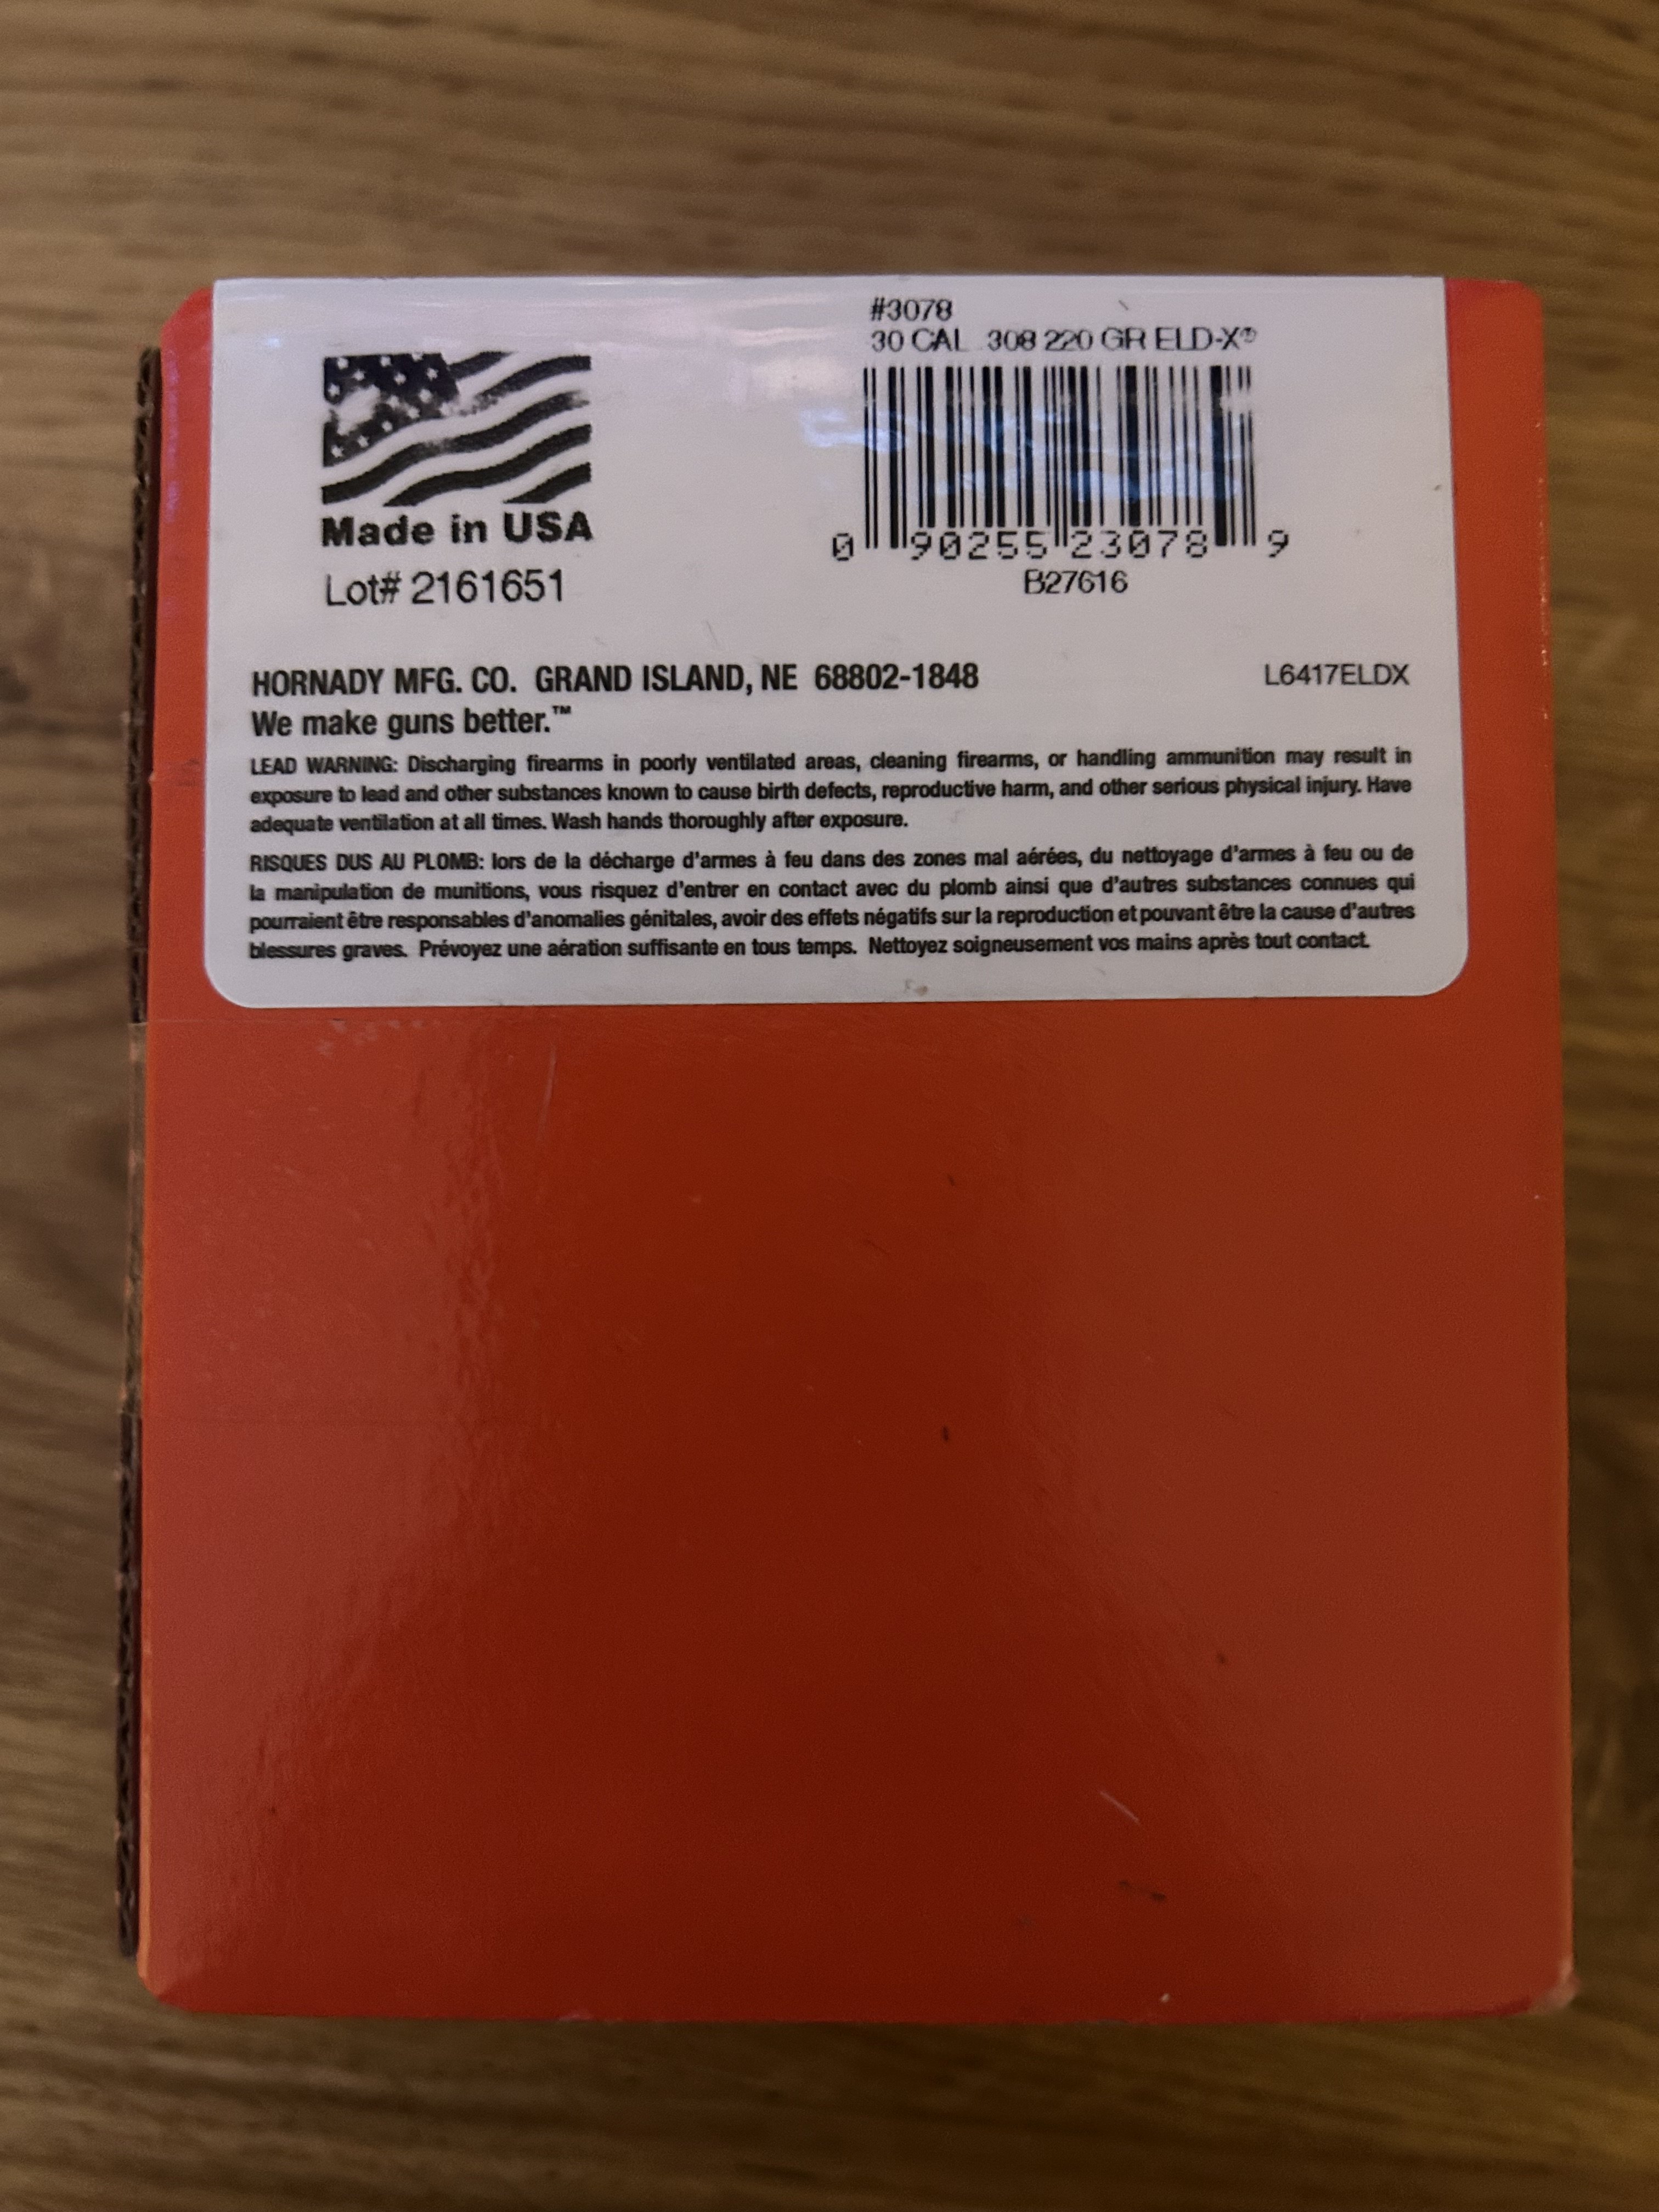 #3078
30 CAL 308 220 GR ELD-X®
Made in USA
Lot# 2161651
0 90255 23078 9
B27616
HORNADY MFG. CO. GRAND ISLAND, NE 68802-1848
L6417ELDX
We make guns better.™
LEAD WARNING: Discharging firearms in poorly ventilated areas, cleaning firearms, or handling ammunition may result in
exposure to lead and other substances known to cause birth defects, reproductive harm, and other serious physical injury. Have
adequate ventilation at all times. Wash hands thoroughly after exposure.
RISQUES DUS AU PLOMB: lors de la décharge d'armes à feu dans des zones mal aérées, du nettoyage d'armes à feu ou de
la manipulation de munitions, vous risquez d'entrer en contact avec du plomb ainsi que d'autres substances connues qui
pourraient être responsables d'anomalies génitales, avoir des effets négatifs sur la reproduction et pouvant être la cause d'autres
blessures graves. Prévoyez une aération suffisante en tous temps. Nettoyez soigneusement vos mains après tout contact.